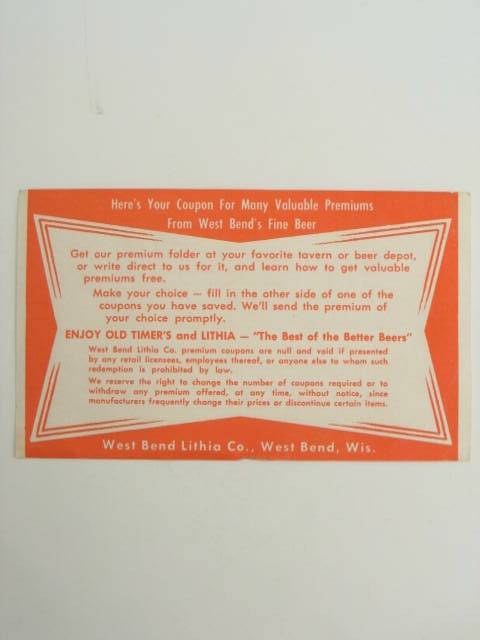 Here's Your Coupon For Many Valuable Premiums
From West Bend's Fine Beer
Get our premium folder at your favorite tavern or beer depot,
or write direct to us for it, and learn how to get valuable
premiums free.
Make your choice — fill in the other side of one of the
coupons you have saved. We'll send the premium of
your choice promptly.
ENJOY OLD TIMER'S and LITHIA — "The Best of the Better Beers"
West Bend Lithia Co. premium coupons are null and void if presented
by any retail licensees, employees thereof, or anyone else to whom such
redemption is prohibited by law.
We reserve the right to change the number of coupons required or to
withdraw any premium offered, at any time, without notice, since
manufacturers frequently change their prices or discontinue certain items.
West Bend Lithia Co., West Bend, Wis.